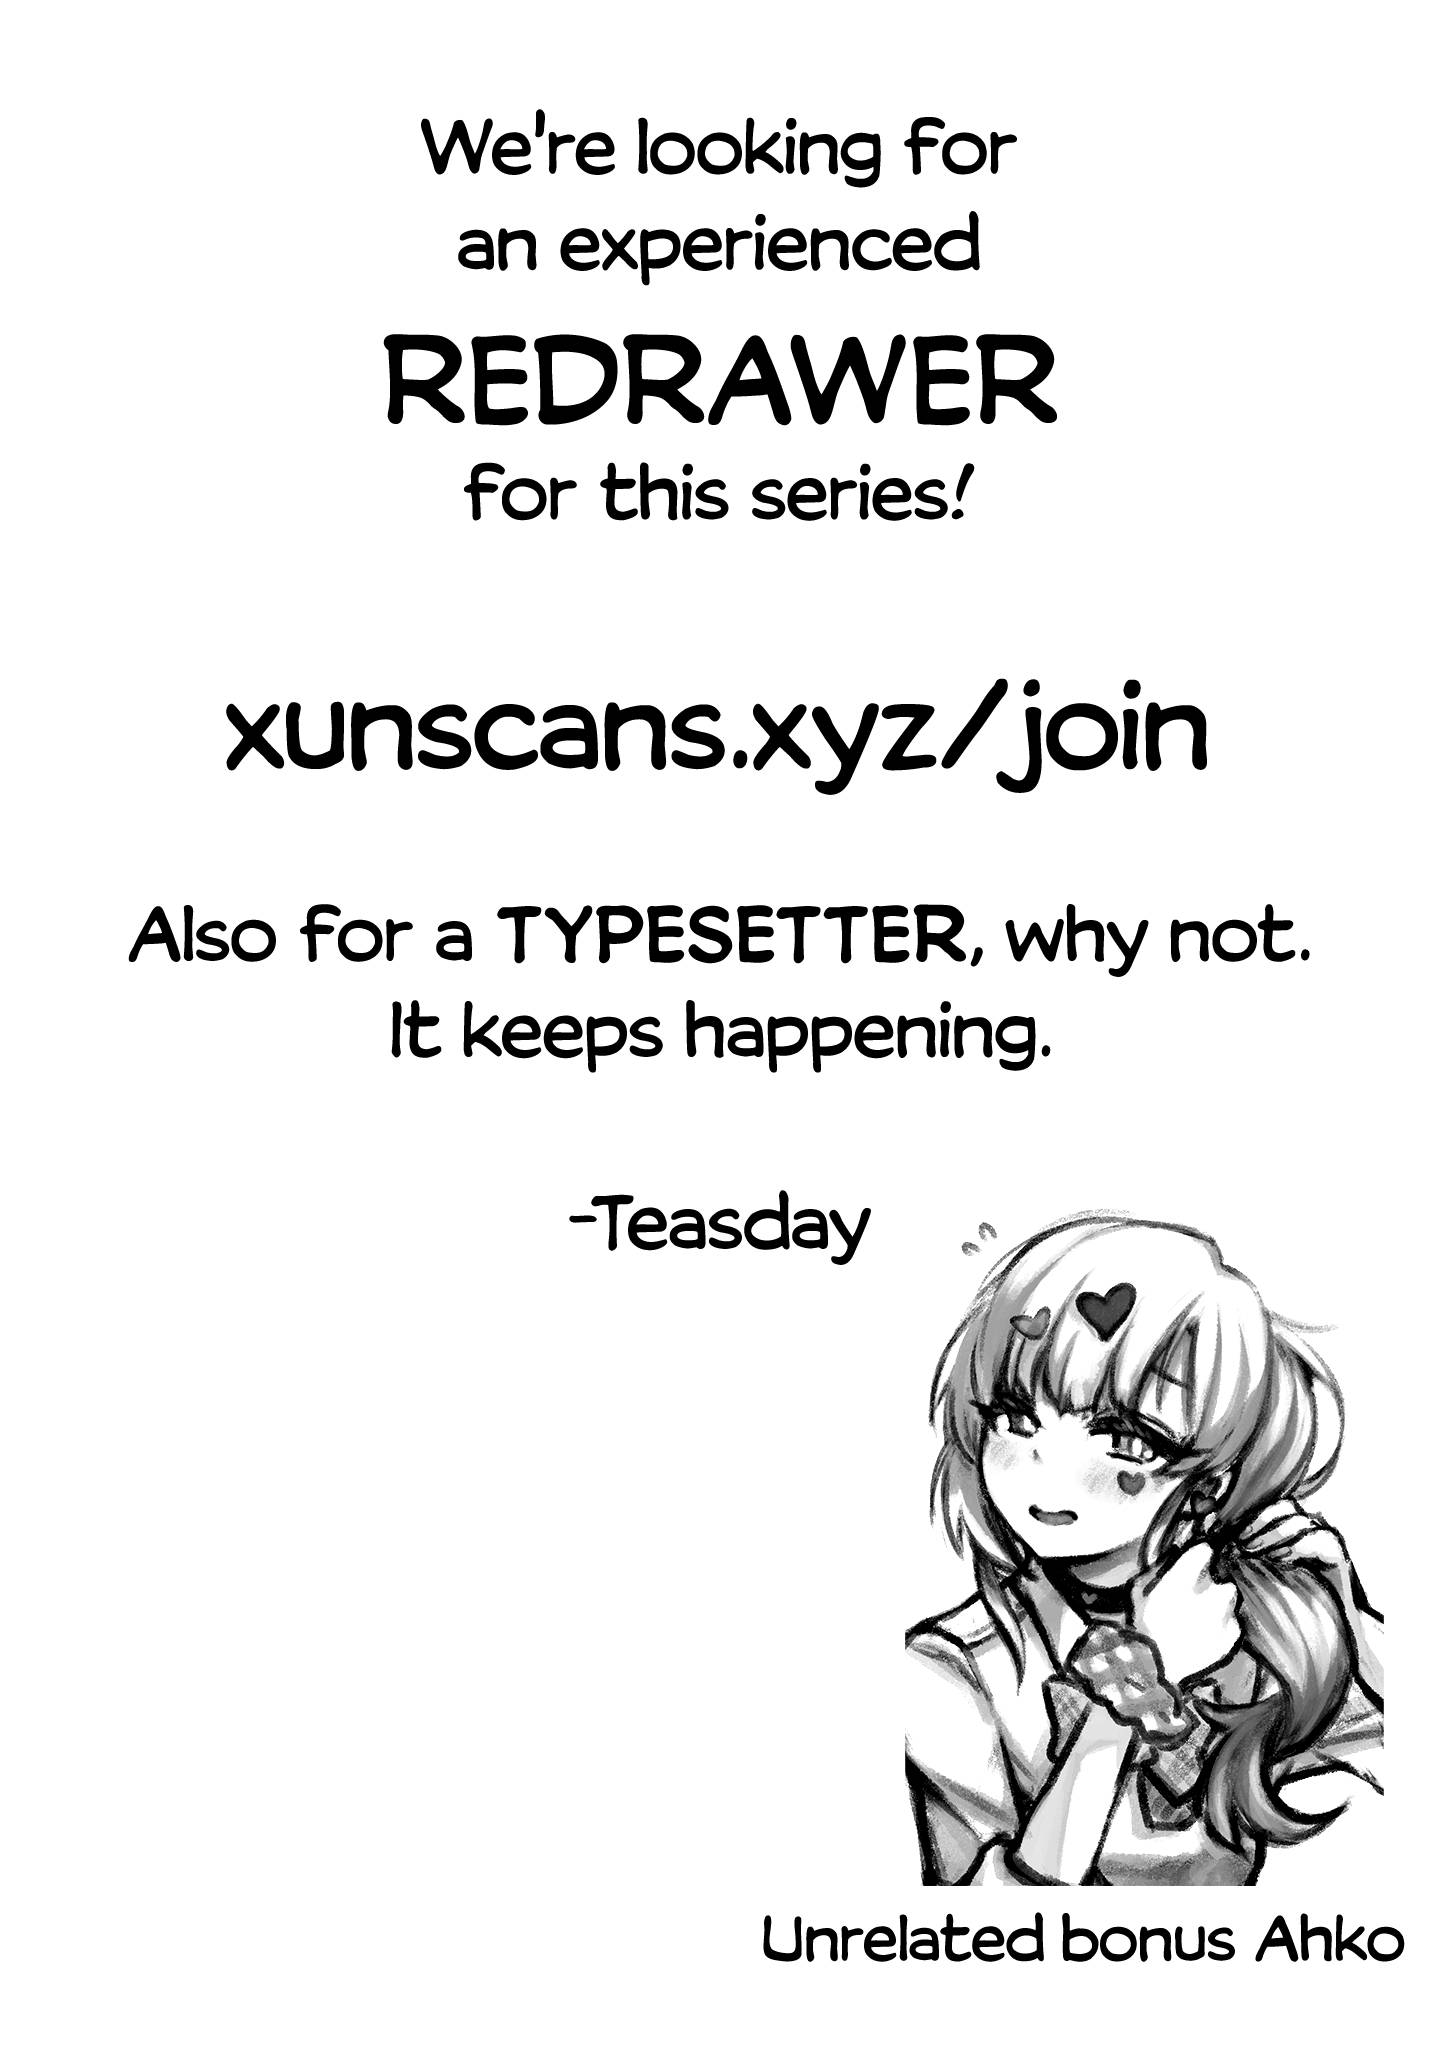 We're looking for
an experienced
REDRAWER
for this series!
xunscans.xyz/join
Also for a TYPESETTER, why not.
It keeps happening.
-Teasday
Unrelated bonus Ahko